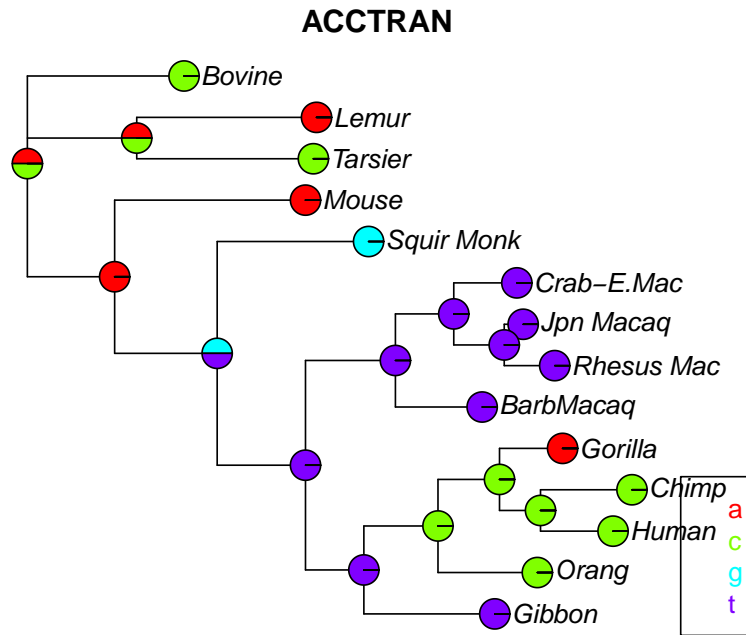 ACCTRAN
Bovine
Lemur
Tarsier
Mouse
Squir Monk
Crab−E.Mac
Jpn Macaq
Rhesus Mac
BarbMacaq
Gorilla
Chimp
Human
Orang
Gibbon
a
c
g
t